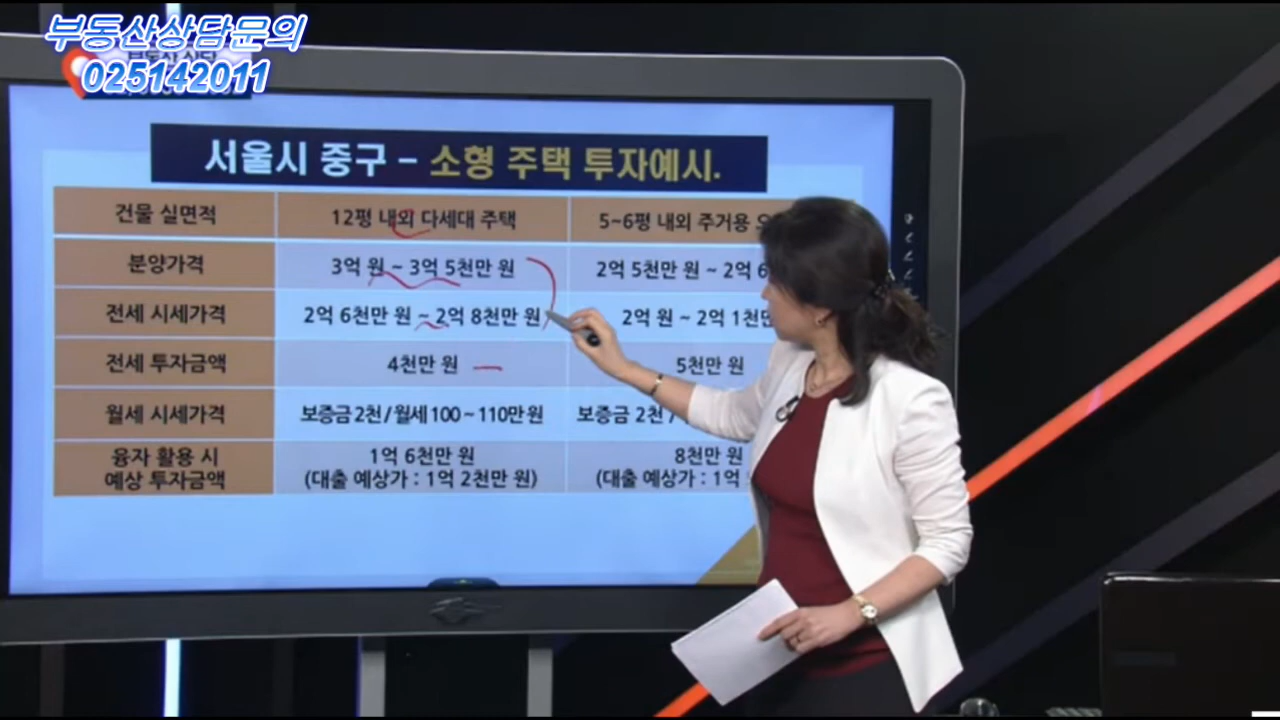 부동산상담문의
025142011
서울시 중구 - 소형 주택 투자예시.
건물 실면적 12평 내외 다세대 주택 5~6평 내외 주거용
분양가격 3억 원 ~ 3억 5천만 원 2억 5천만 원 ~ 2억
전세 시세가격 2억 6천만 원 ~ 2억 8천만 원 2억 원 ~ 2억 1천만
전세 투자금액 4천만 원 5천만 원
월세 시세가격 보증금 2천/월세 100 ~ 110만 원 보증금 2천 /
융자 활용 시 1억 6천만 원 8천만 원
예상 투자금액 (대출 예상가 : 1억 2천만 원) (대출 예상가 : 1억